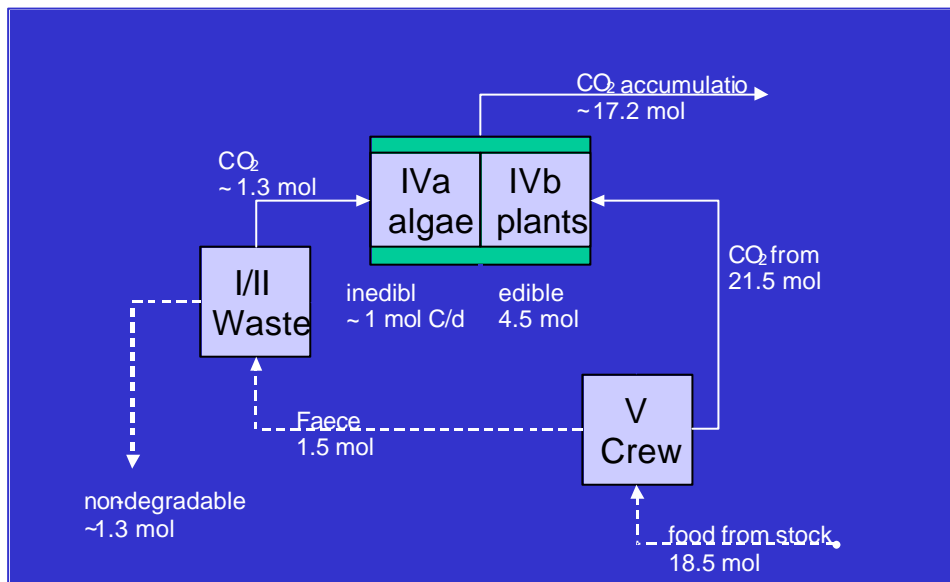 CO₂ accumulatio
~17.2 mol
CO₂
~ 1.3 mol
IVa
algae
IVb
plants
CO₂ from
21.5 mol
I/II
Waste
inedibl
~ 1 mol C/d
edible
4.5 mol
V
Crew
Faece
1.5 mol
non-degradable
~1.3 mol
food from stock
18.5 mol